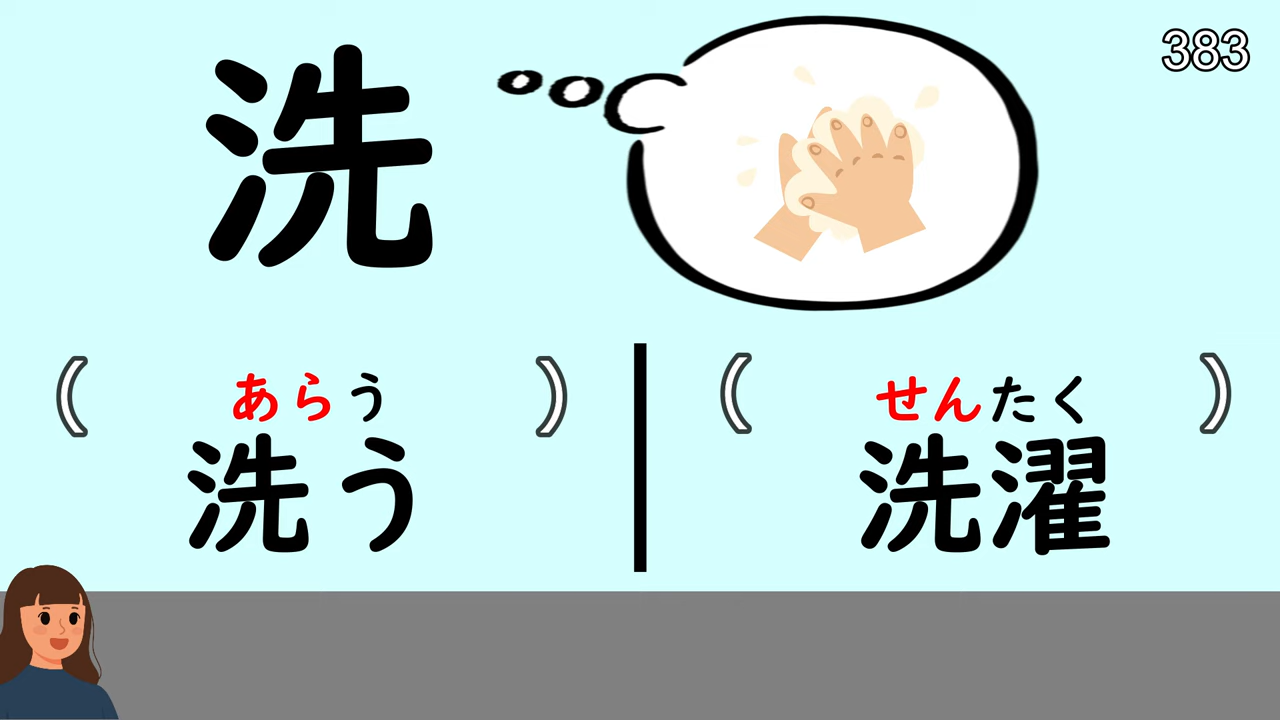 383
洗
( あらう )
洗う
( せんたく )
洗濯